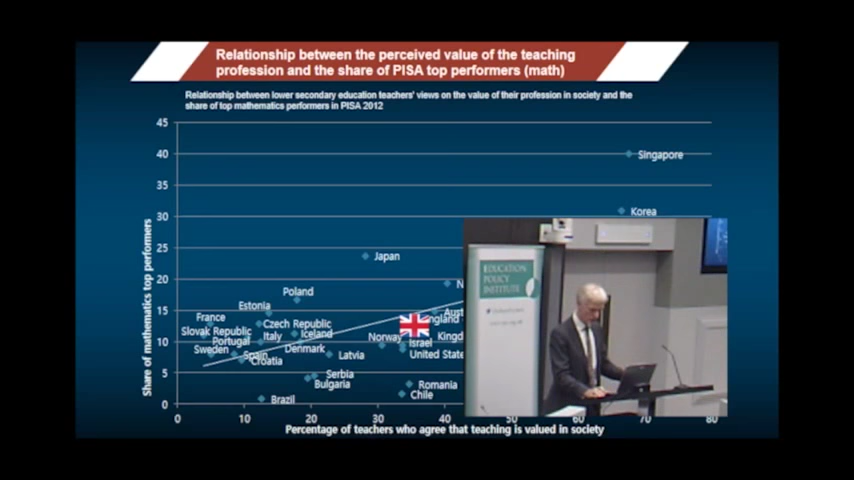 Relationship between the perceived value of the teaching
profession and the share of PISA top performers (math)
Relationship between lower secondary education teachers' views on the value of their profession in society and the
share of top mathematics performers in PISA 2012
Share of mathematics top performers
45
40
35
30
25
20
15
10
5
0
Singapore
Korea
Japan
N
Poland
Estonia
France
Czech Republic
England
Slovak Republic
Iceland
Portugal
Italy
Norway
Kingd
Israel
Sweden
Spain
Denmark
Croatia
Latvia
United State
Serbia
Bulgaria
Romania
Chile
Brazil
EDUCATION
POLICY
INSTITUTE
0
10
20
30
40
50
60
70
80
Percentage of teachers who agree that teaching is valued in society